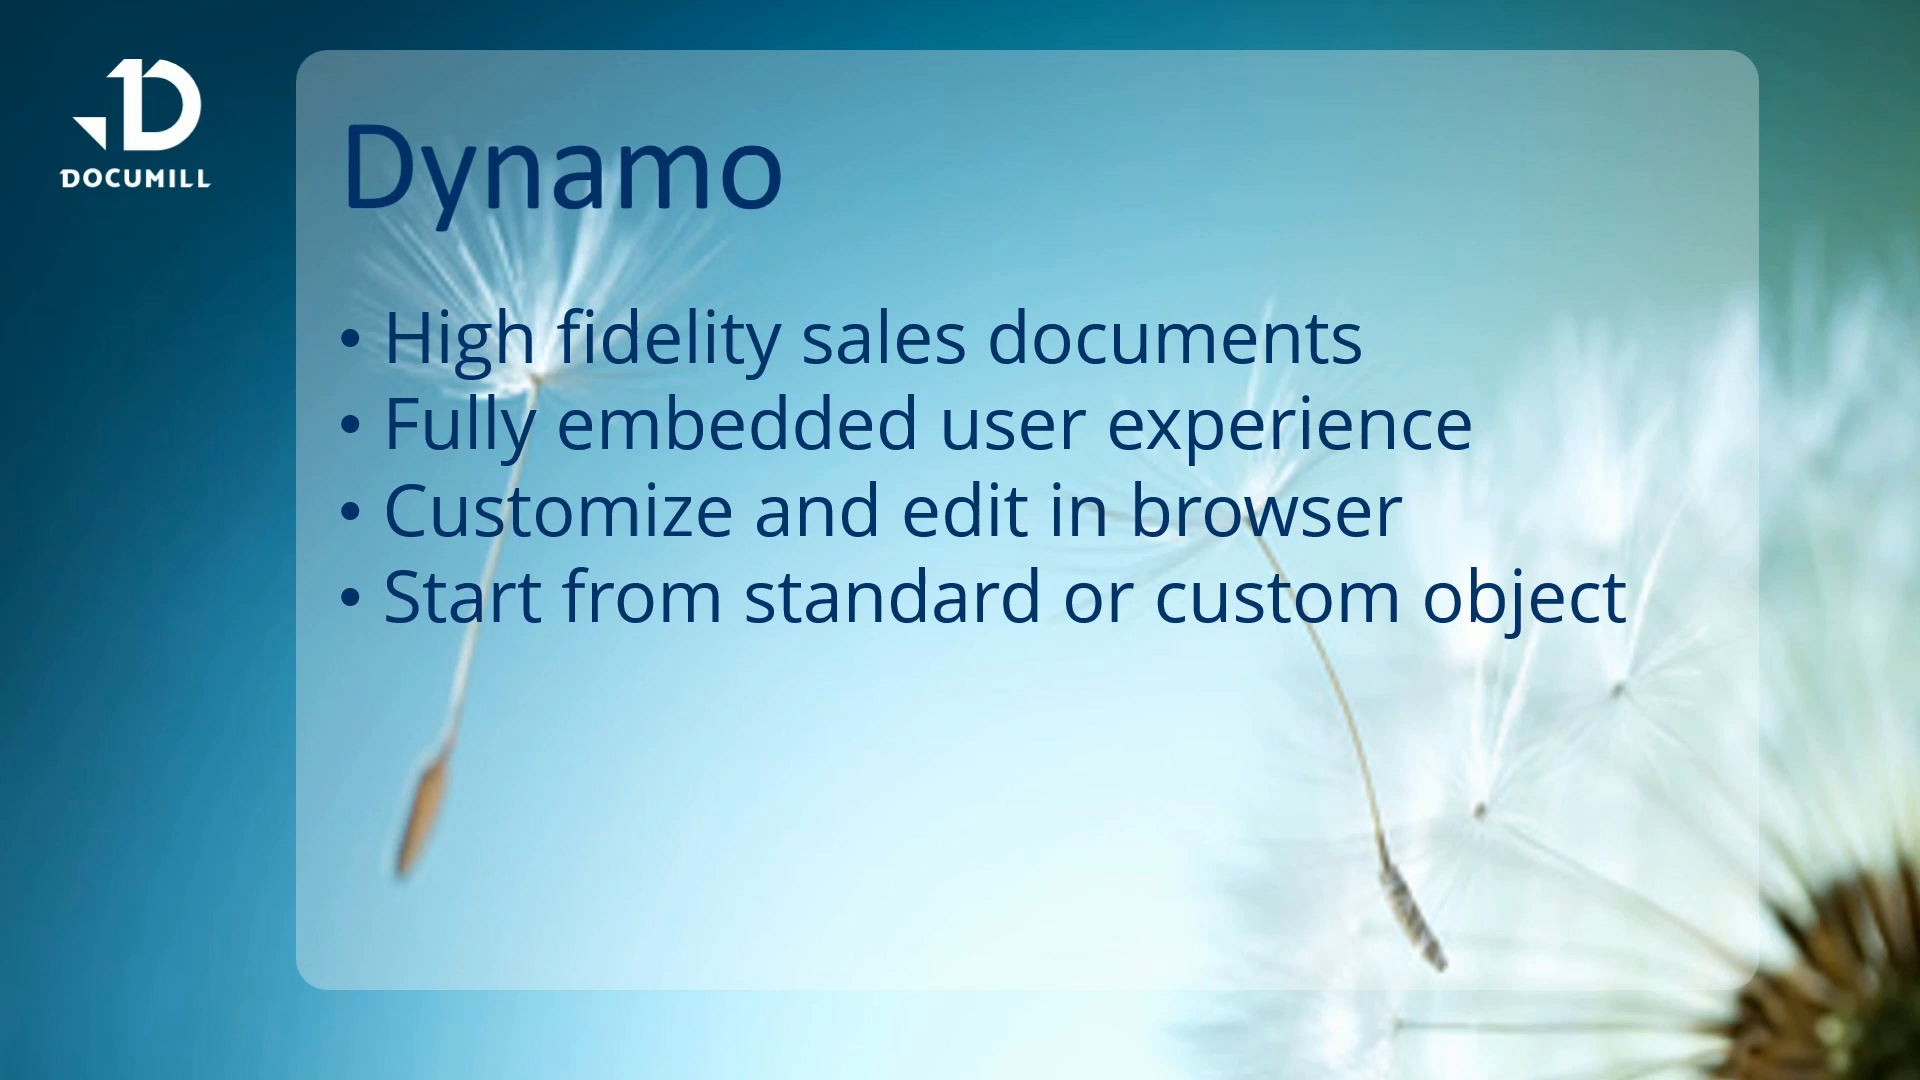 DOCUMILL
Dynamo
• High fidelity sales documents
• Fully embedded user experience
• Customize and edit in browser
• Start from standard or custom object